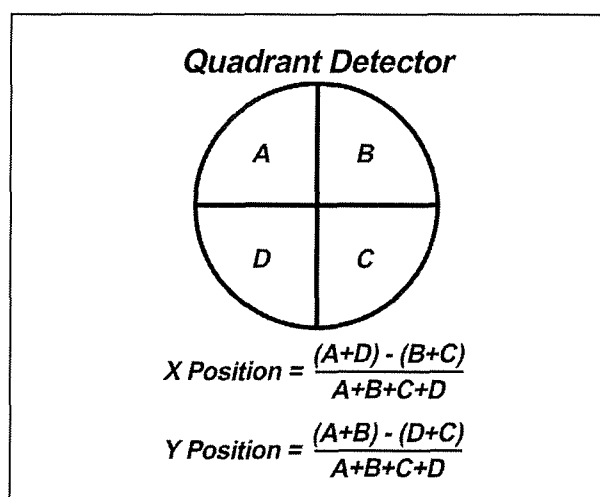 Quadrant Detector
A B
D C
X Position = (A+D) - (B+C)
A+B+C+D
Y Position = (A+B) - (D+C)
A+B+C+D